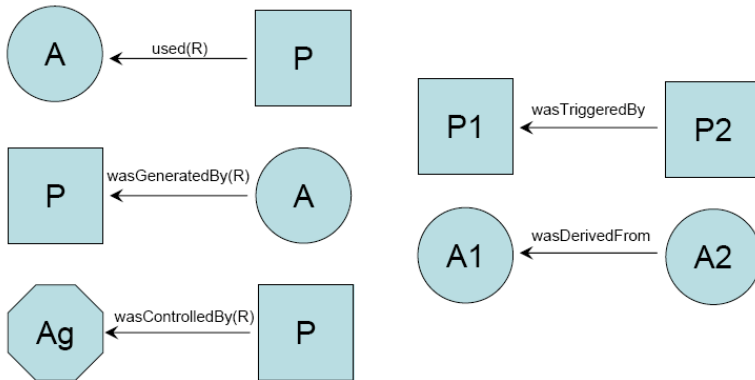 A
used(R)
P
P
wasGeneratedBy(R)
A
Ag
wasControlledBy(R)
P
P1
wasTriggeredBy
P2
A1
wasDerivedFrom
A2